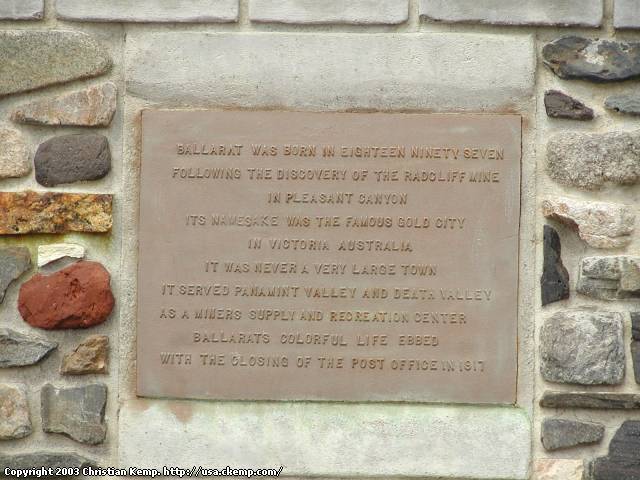 BALLARAT WAS BORN IN EIGHTEEN NINETY SEVEN
FOLLOWING THE DISCOVERY OF THE RADCLIFF MINE
IN PLEASANT CANYON
ITS NAMESAKE WAS THE FAMOUS GOLD CITY
IN VICTORIA AUSTRALIA
IT WAS NEVER A VERY LARGE TOWN
IT SERVED PANAMINT VALLEY AND DEATH VALLEY
AS A MINERS SUPPLY AND RECREATION CENTER
BALLARATS COLORFUL LIFE EBBED
WITH THE CLOSING OF THE POST OFFICE IN 1917
Copyright 2003 Christian Kemp. http://usa.ckemp.com/